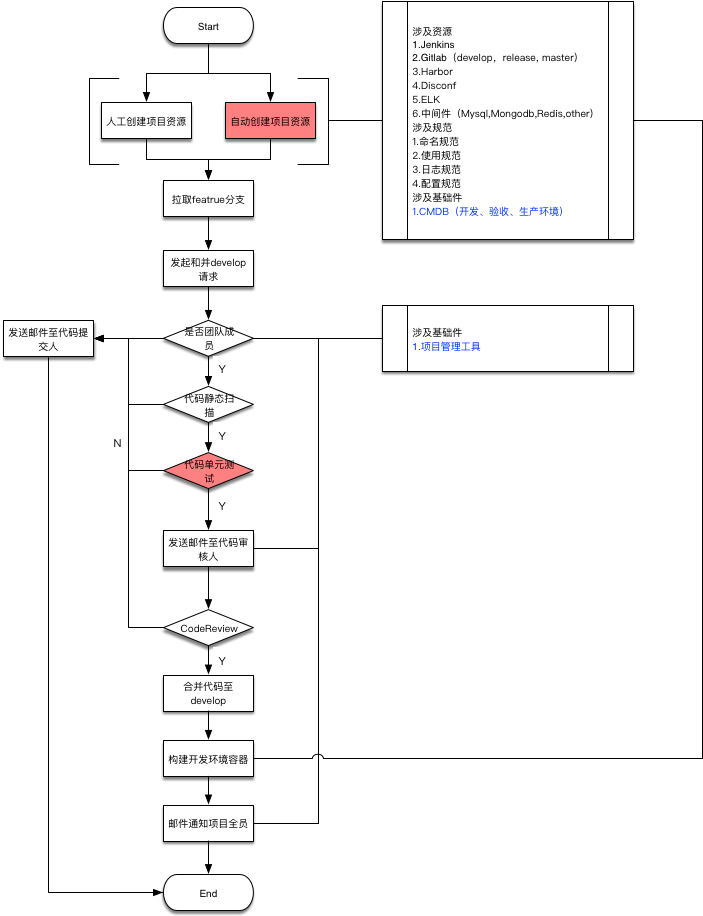 Start
人工创建项目资源
自动创建项目资源
涉及资源
1.Jenkins
2.Gitlab（develop，release, master）
3.Harbor
4.Disconf
5.ELK
6.中间件（Mysql,Mongodb,Redis,other）
涉及规范
1.命名规范
2.使用规范
3.日志规范
4.配置规范
涉及基础件
1.CMDB（开发、验收、生产环境）
拉取featrue分支
发起和并develop
请求
发送邮件至代码提
交人
是否团队成
员
涉及基础件
1.项目管理工具
Y
代码静态扫
描
N
Y
代码单元测
试
Y
发送邮件至代码审
核人
CodeReview
Y
合并代码至
develop
构建开发环境容器
邮件通知项目全员
End